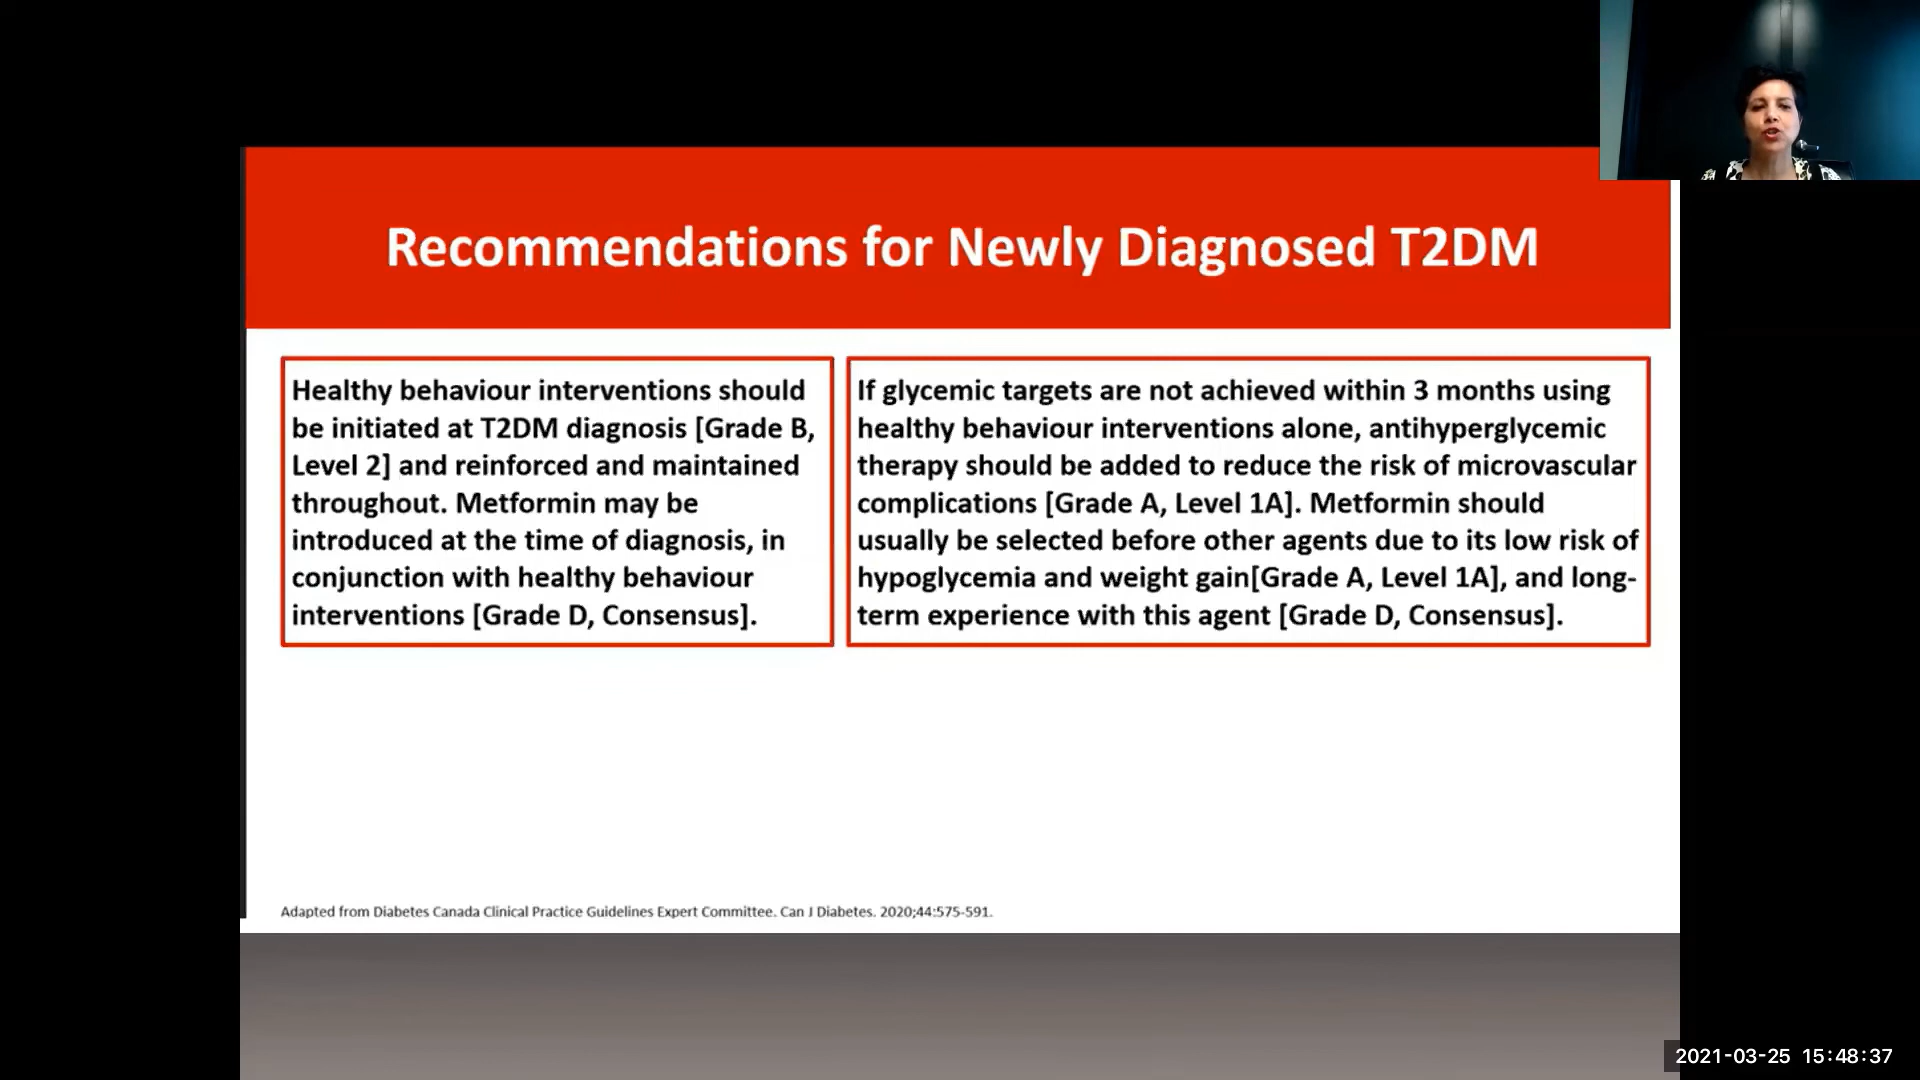 Recommendations for Newly Diagnosed T2DM
Healthy behaviour interventions should
be initiated at T2DM diagnosis [Grade B,
Level 2] and reinforced and maintained
throughout. Metformin may be
introduced at the time of diagnosis, in
conjunction with healthy behaviour
interventions [Grade D, Consensus].
If glycemic targets are not achieved within 3 months using
healthy behaviour interventions alone, antihyperglycemic
therapy should be added to reduce the risk of microvascular
complications [Grade A, Level 1A]. Metformin should
usually be selected before other agents due to its low risk of
hypoglycemia and weight gain[Grade A, Level 1A], and long-
term experience with this agent [Grade D, Consensus].
Adapted from Diabetes Canada Clinical Practice Guidelines Expert Committee. Can J Diabetes. 2020;44:575-591.
2021-03-25 15:48:37